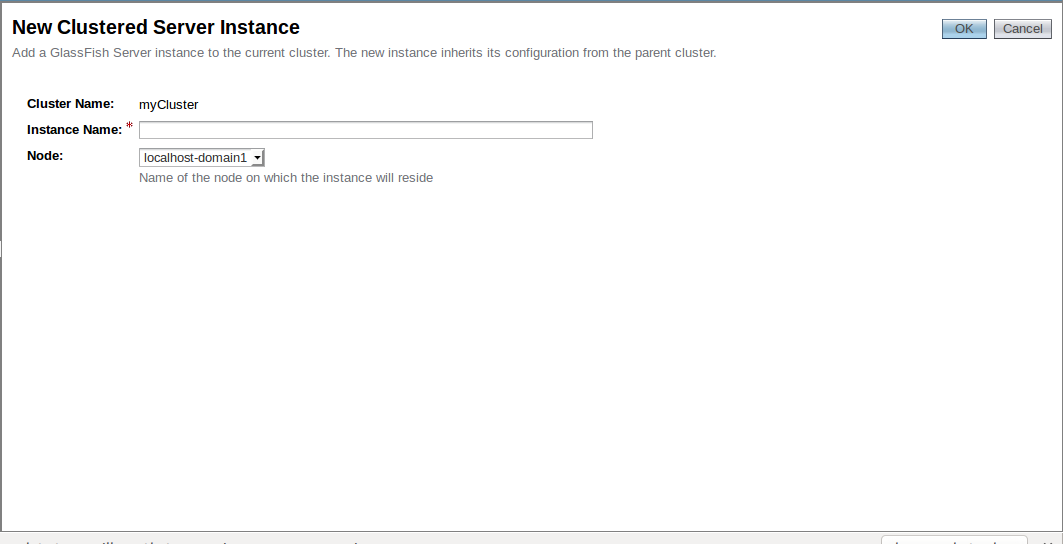 New Clustered Server Instance
OK Cancel
Add a GlassFish Server instance to the current cluster. The new instance inherits its configuration from the parent cluster.
Cluster Name: myCluster
Instance Name: *
Node: localhost-domain1
Name of the node on which the instance will reside